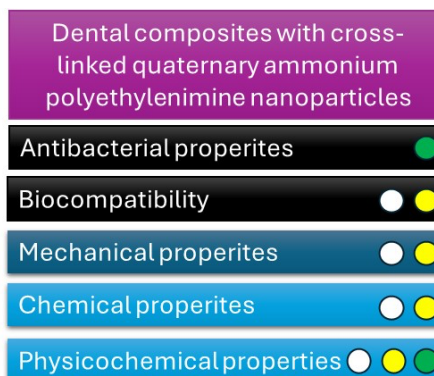 Dental composites with cross-
linked quaternary ammonium
polyethylenimine nanoparticles
Antibacterial properites
Biocompatibility
Mechanical properites
Chemical properites
Physicochemical properties